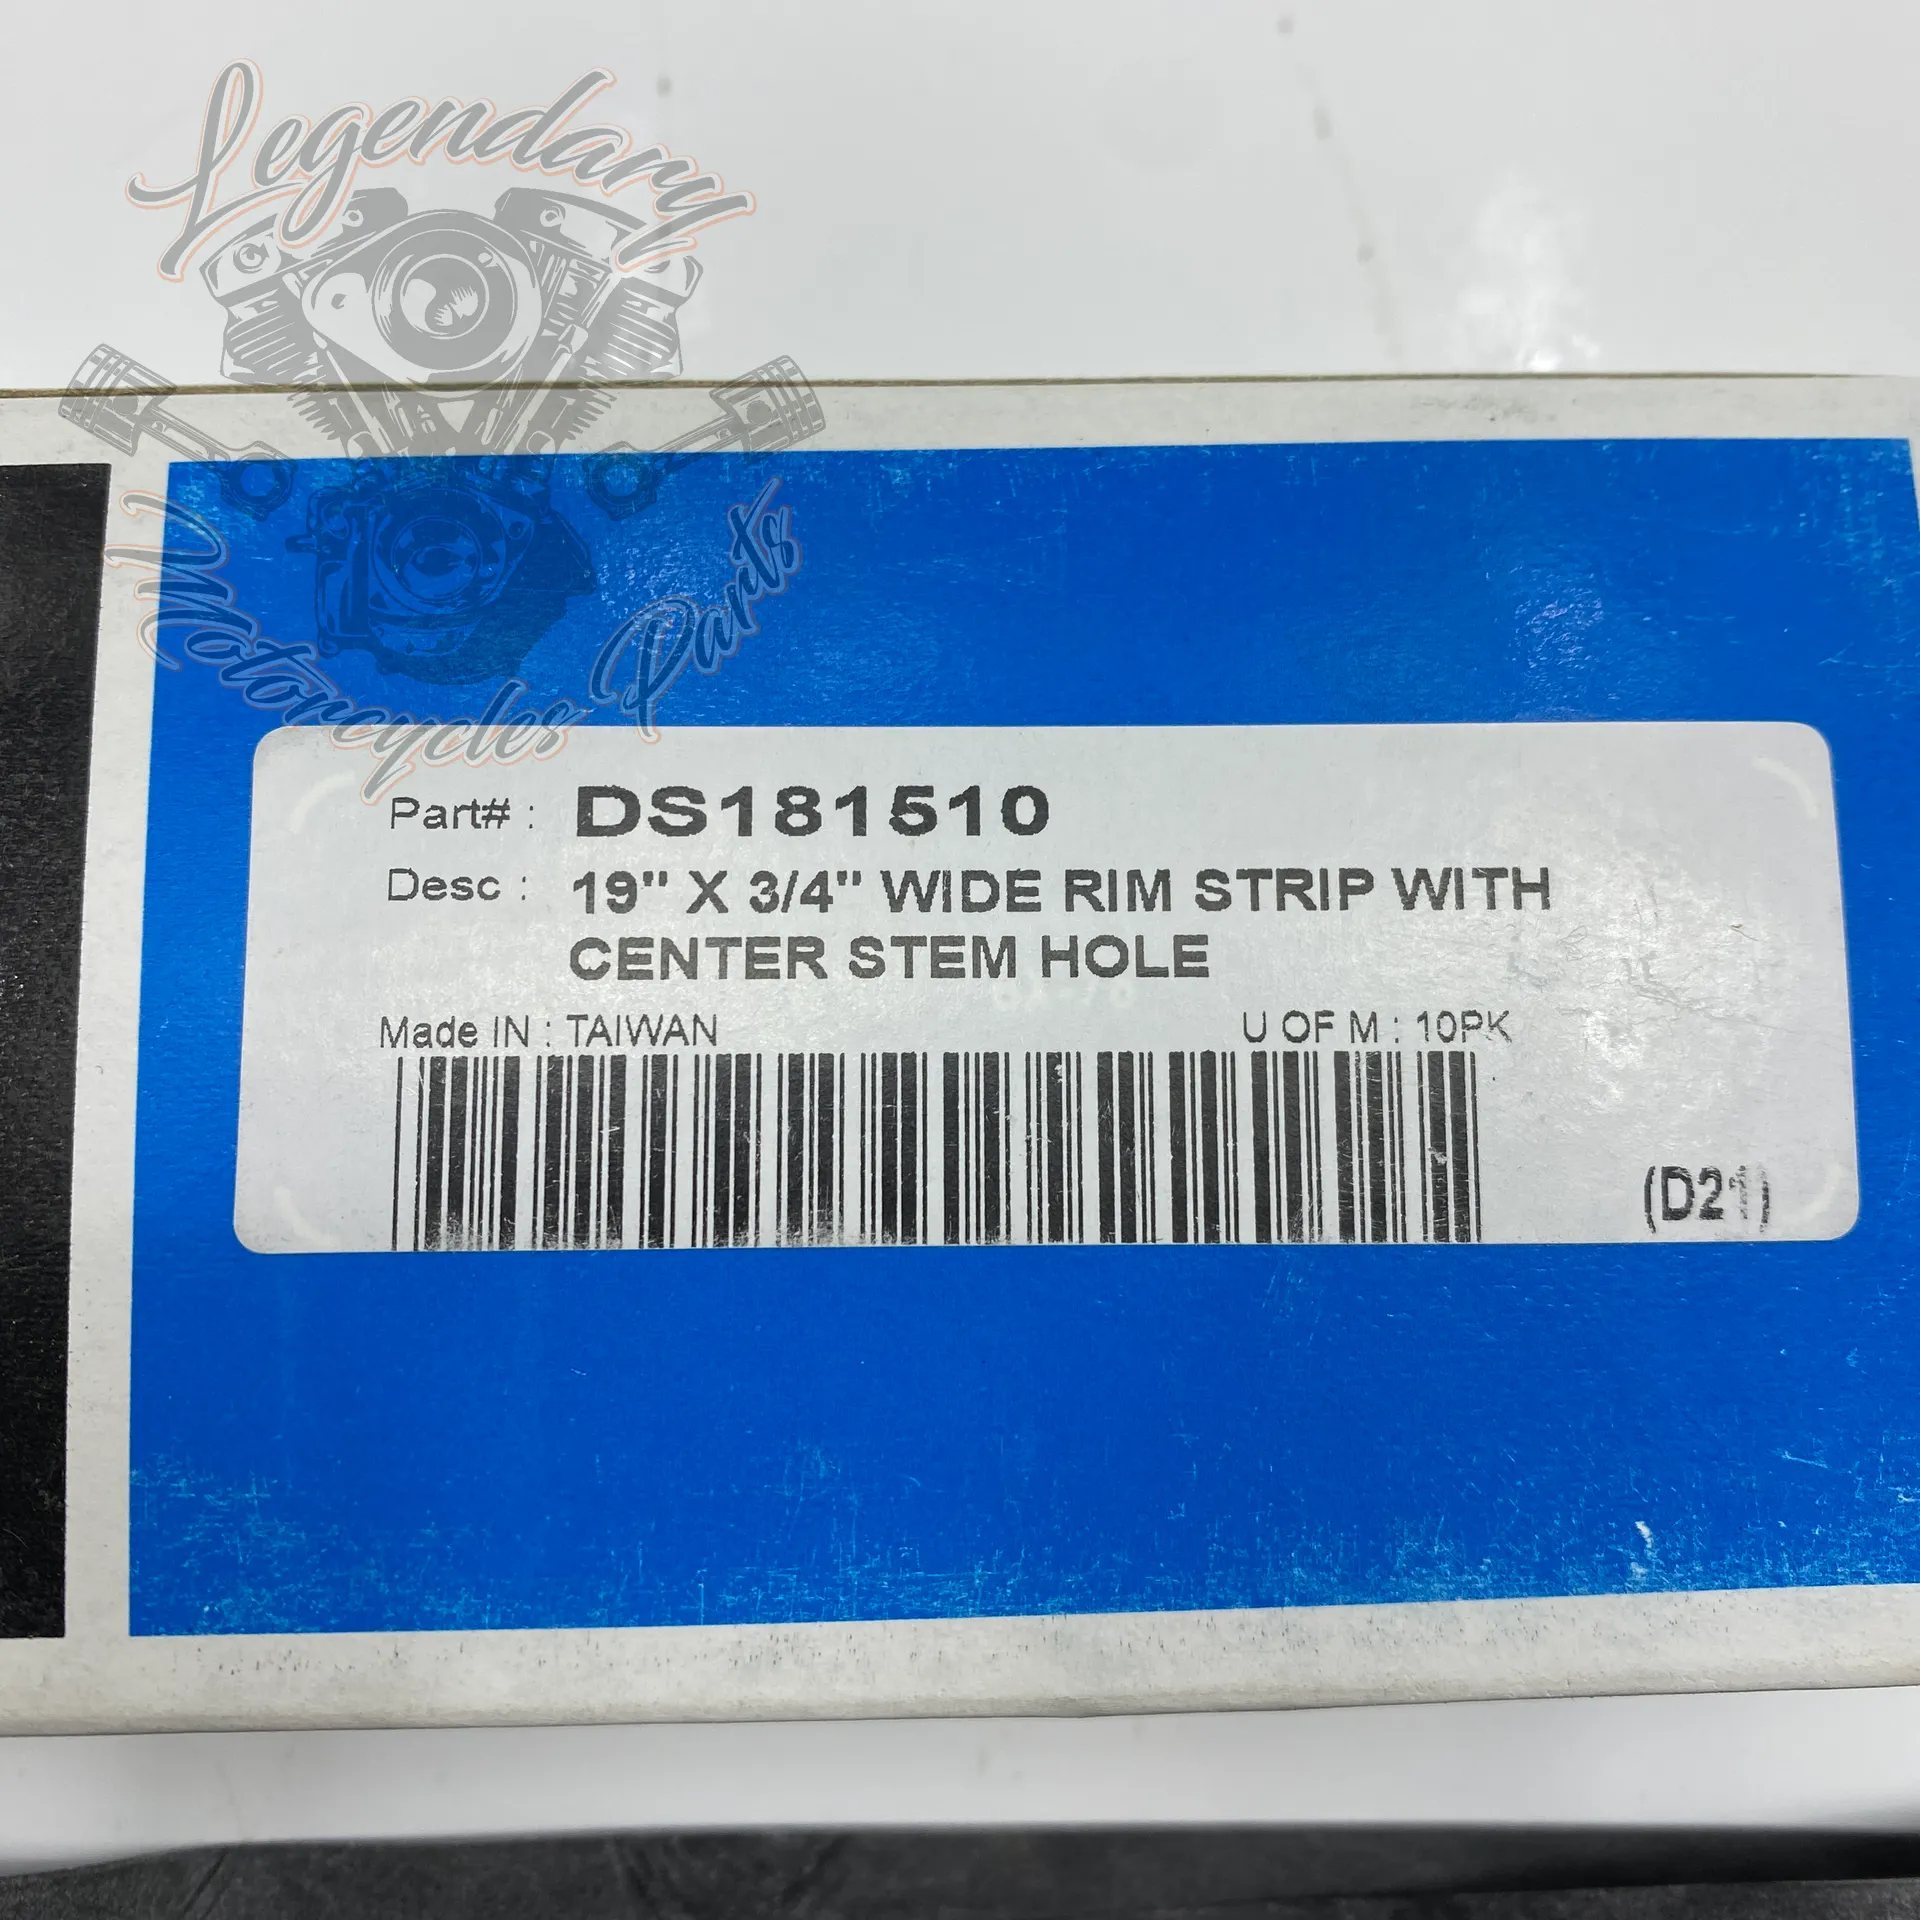 Legendary
Motorcycles Parts
Part# : DS181510
Desc : 19" X 3/4" WIDE RIM STRIP WITH
CENTER STEM HOLE
Made IN : TAIWAN U OF M : 10PK
(D21)